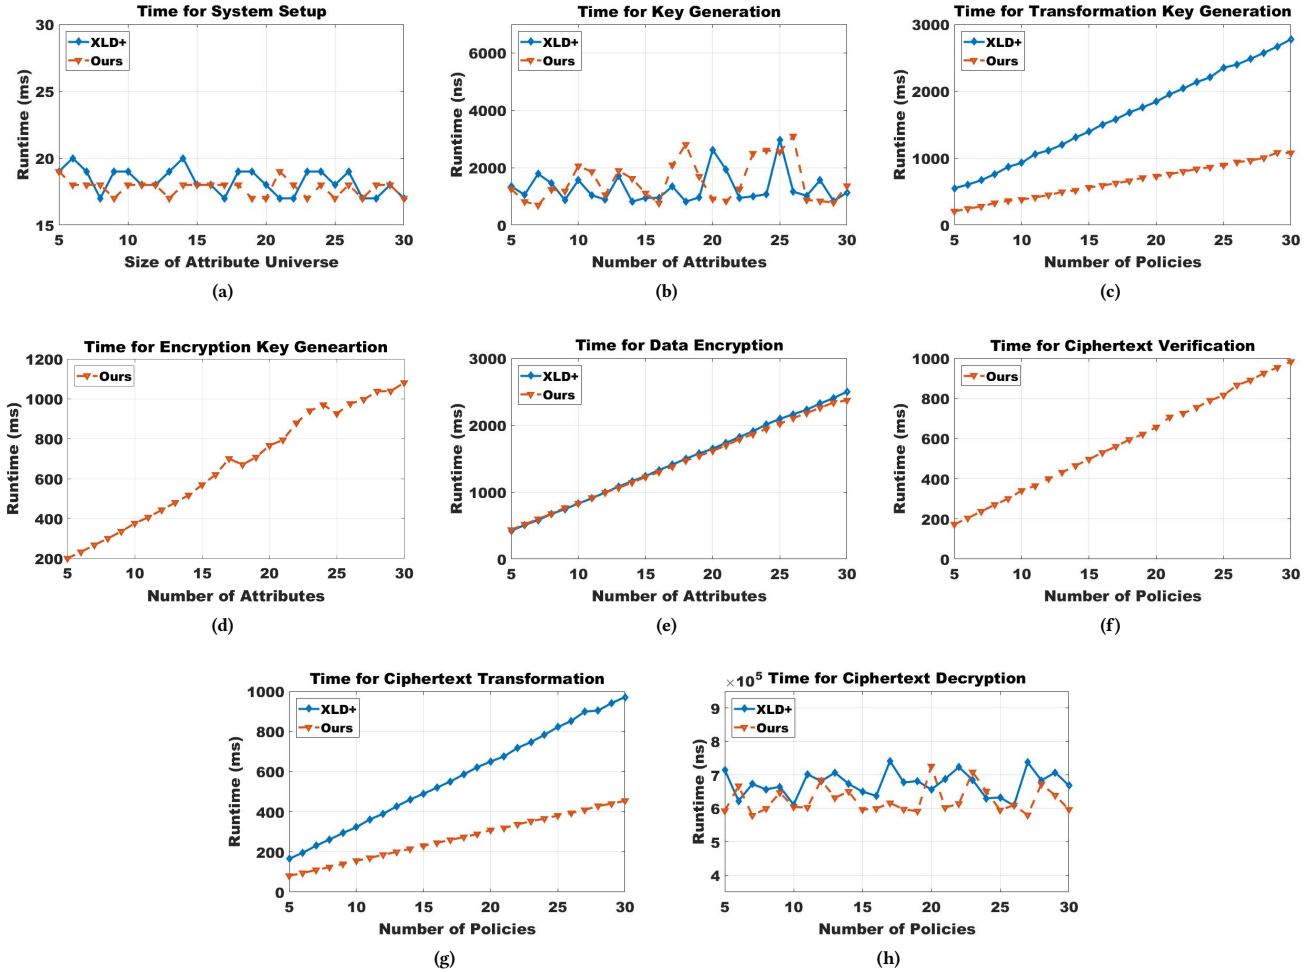 Time for System Setup
30
25
20
15
5 10 15 20 25 30
Runtime (ms)
Size of Attribute Universe
XLD+
Ours
(a)
Time for Key Generation
6000
4000
2000
0
5 10 15 20 25 30
Runtime (ns)
Number of Attributes
XLD+
Ours
(b)
Time for Transformation Key Generation
3000
2000
1000
0
5 10 15 20 25 30
Runtime (ms)
Number of Policies
XLD+
Ours
(c)
Time for Encryption Key Geneartion
1200
1000
800
600
400
200
5 10 15 20 25 30
Runtime (ms)
Number of Attributes
Ours
(d)
Time for Data Encryption
3000
2000
1000
0
5 10 15 20 25 30
Runtime (ms)
Number of Attributes
XLD+
Ours
(e)
Time for Ciphertext Verification
1000
800
600
400
200
0
5 10 15 20 25 30
Runtime (ms)
Number of Policies
Ours
(f)
Time for Ciphertext Transformation
1000
800
600
400
200
0
5 10 15 20 25 30
Runtime (ms)
Number of Policies
XLD+
Ours
(g)
×10⁵ Time for Ciphertext Decryption
9
8
7
6
5
4
5 10 15 20 25 30
Runtime (ns)
Number of Policies
XLD+
Ours
(h)